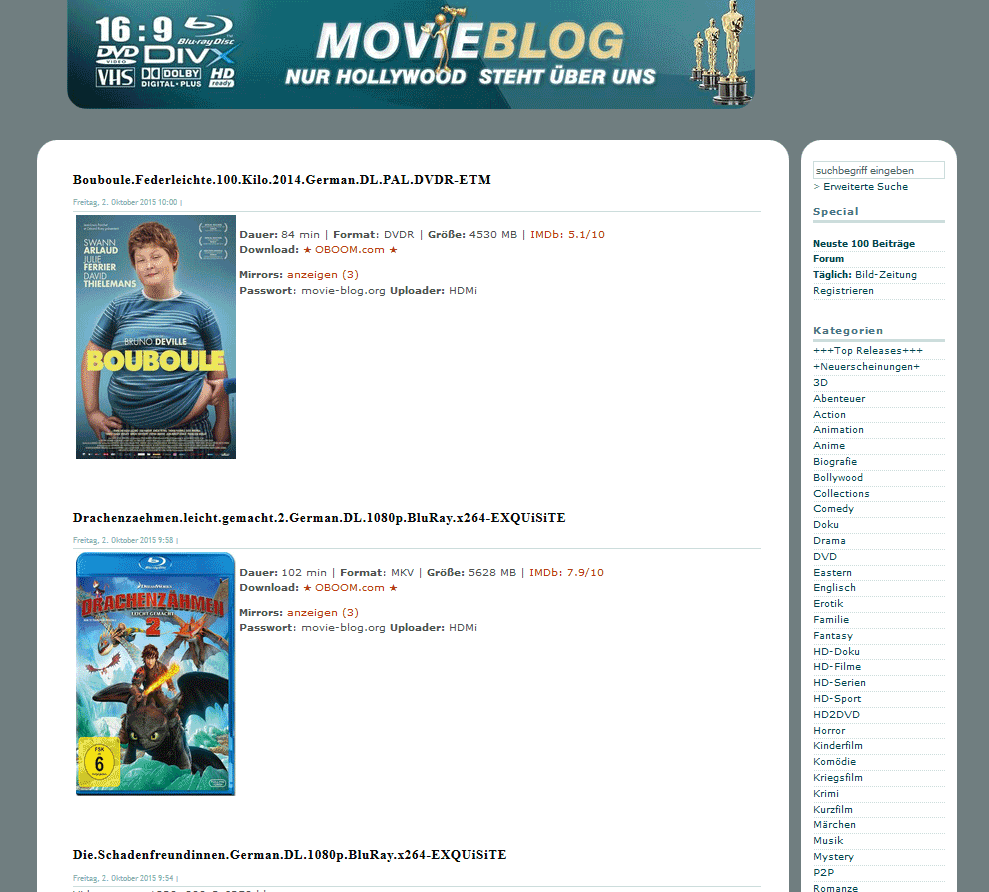 16:9 Blu-ray Disc
DVD VIDEO DIVX
VHS DOLBY DIGITAL·PLUS HD ready
MOVIEBLOG
NUR HOLLYWOOD STEHT ÜBER UNS
Bouboule.Federleichte.100.Kilo.2014.German.DL.PAL.DVDR-ETM
Freitag, 2. Oktober 2015 10:00 |
SWANN ARLAUD
JULIE FERRIER
DAVID THIELEMANS
BRUNO DEVILLE
BOUBOULE
Dauer: 84 min | Format: DVDR | Größe: 4530 MB | IMDb: 5.1/10
Download: ★ OBOOM.com ★
Mirrors: anzeigen (3)
Passwort: movie-blog.org Uploader: HDMi
Drachenzaehmen.leicht.gemacht.2.German.DL.1080p.BluRay.x264-EXQUiSiTE
Freitag, 2. Oktober 2015 9:58 |
Blu-ray Disc
DRACHENZÄHMEN
LEICHT GEMACHT
2
FSK
6
Dauer: 102 min | Format: MKV | Größe: 5628 MB | IMDb: 7.9/10
Download: ★ OBOOM.com ★
Mirrors: anzeigen (3)
Passwort: movie-blog.org Uploader: HDMi
Die.Schadenfreundinnen.German.DL.1080p.BluRay.x264-EXQUiSiTE
Freitag, 2. Oktober 2015 9:54 |
suchbegriff eingeben
> Erweiterte Suche
Special
Neuste 100 Beiträge
Forum
Täglich: Bild-Zeitung
Registrieren
Kategorien
+++Top Releases+++
+Neuerscheinungen+
3D
Abenteuer
Action
Animation
Anime
Biografie
Bollywood
Collections
Comedy
Doku
Drama
DVD
Eastern
Englisch
Erotik
Familie
Fantasy
HD-Doku
HD-Filme
HD-Serien
HD-Sport
HD2DVD
Horror
Kinderfilm
Komödie
Kriegsfilm
Krimi
Kurzfilm
Märchen
Musik
Mystery
P2P
Romanze